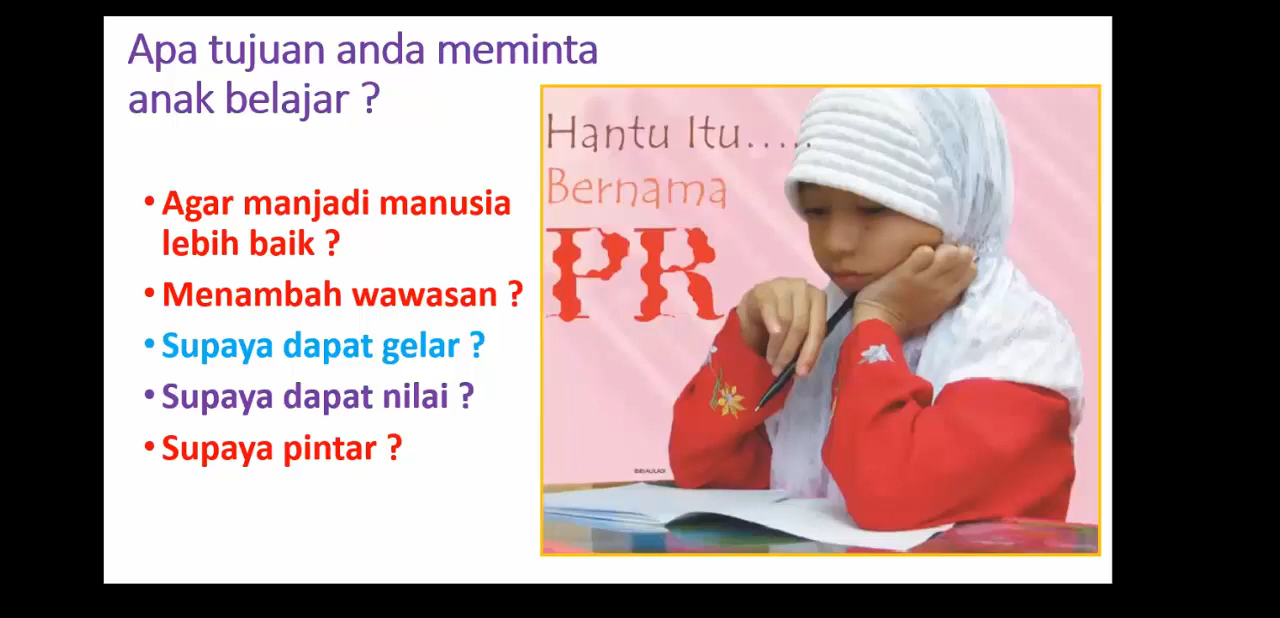 Apa tujuan anda meminta
anak belajar ?
• Agar manjadi manusia
lebih baik ?
• Menambah wawasan ?
• Supaya dapat gelar ?
• Supaya dapat nilai ?
• Supaya pintar ?
Hantu Itu.....
Bernama
PR